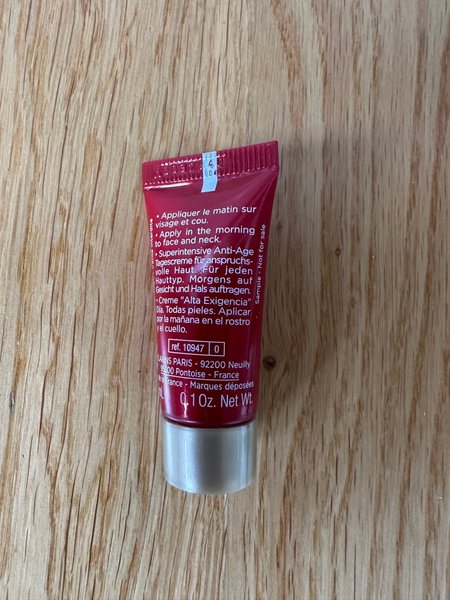 • Appliquer le matin sur
visage et cou.
• Apply in the morning
to face and neck.
• Superintensive Anti-Age
Tagescreme für anspruchs-
volle Haut. Für jeden
Hauttyp. Morgens auf
Gesicht und Hals auftragen.
• Creme "Alta Exigencia"
Día. Todas pieles. Aplicar
por la mañana en el rostro
y el cuello.
ref. 10947 0
PARIS - 92200 Neuilly
Pontoise - France
France - Marques déposées
0.1 Oz. Net Wt.
Sample - Not for sale